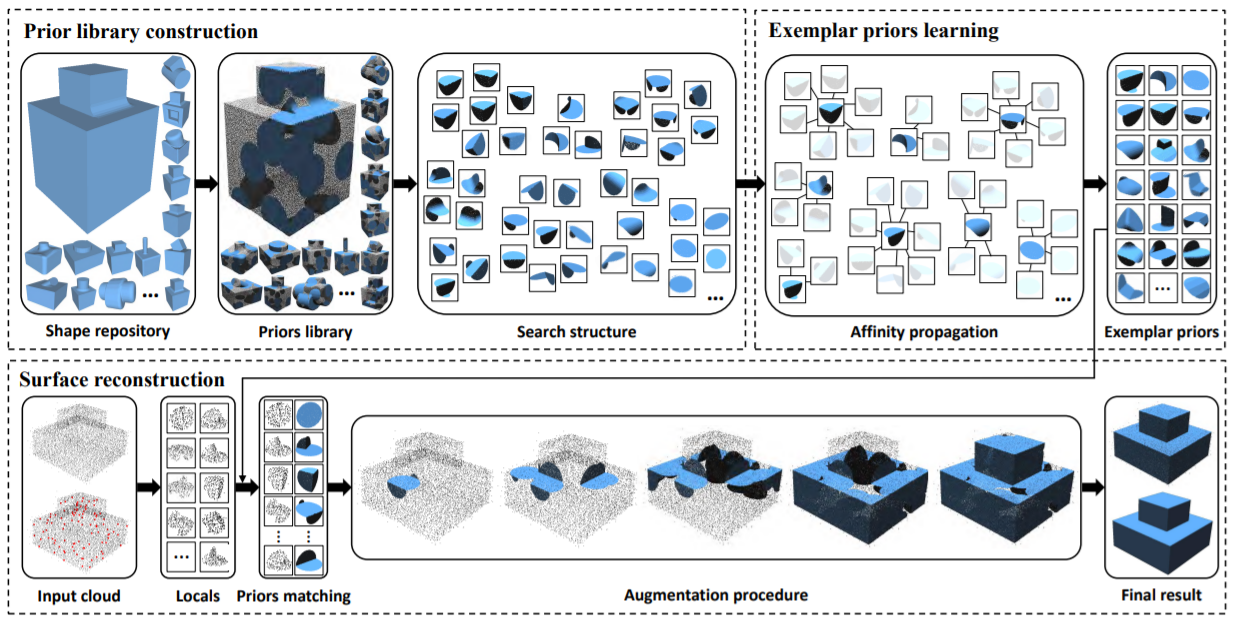 Prior library construction
Exemplar priors learning
Shape repository
Priors library
Search structure
Affinity propagation
Exemplar priors
Surface reconstruction
Input cloud
Locals
Priors matching
Augmentation procedure
Final result